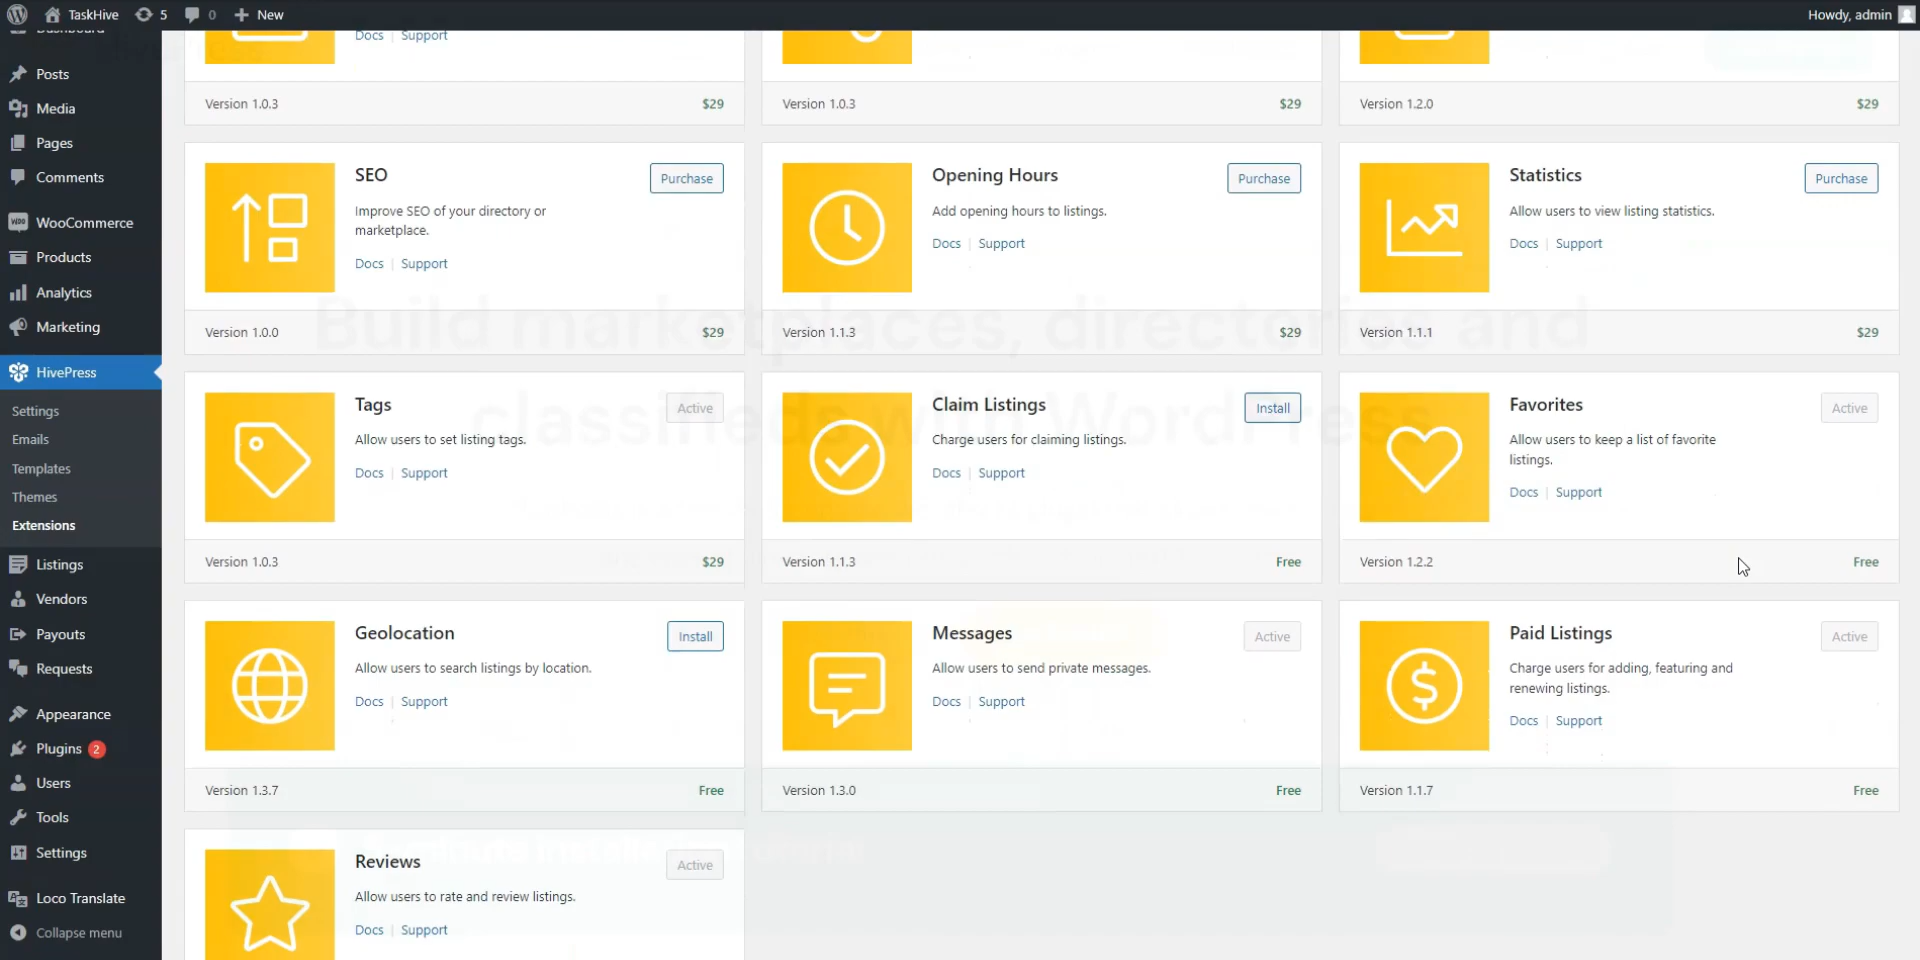 TaskHive
5
0
New
Howdy, admin
Dashboard
Posts
Media
Pages
Comments
WooCommerce
Products
Analytics
Marketing
HivePress
Settings
Emails
Templates
Themes
Extensions
Listings
Vendors
Payouts
Requests
Appearance
Plugins 2
Users
Tools
Settings
Loco Translate
Collapse menu
Docs | Support
Version 1.0.3 $29
Version 1.0.3 $29
Version 1.2.0 $29
SEO
Purchase
Improve SEO of your directory or
marketplace.
Docs | Support
Version 1.0.0 $29
Opening Hours
Purchase
Add opening hours to listings.
Docs | Support
Version 1.1.3 $29
Statistics
Purchase
Allow users to view listing statistics.
Docs | Support
Version 1.1.1 $29
Build marketplaces, directories and
classifieds with WordPress
Tags
Active
Allow users to set listing tags.
Docs | Support
Version 1.0.3 $29
Claim Listings
Install
Charge users for claiming listings.
Docs | Support
Version 1.1.3 Free
Favorites
Active
Allow users to keep a list of favorite
listings.
Docs | Support
Version 1.2.2 Free
Geolocation
Install
Allow users to search listings by location.
Docs | Support
Version 1.3.7 Free
Messages
Active
Allow users to send private messages.
Docs | Support
Version 1.3.0 Free
Paid Listings
Active
Charge users for adding, featuring and
renewing listings.
Docs | Support
Version 1.1.7 Free
Reviews
Active
Allow users to rate and review listings.
Docs | Support